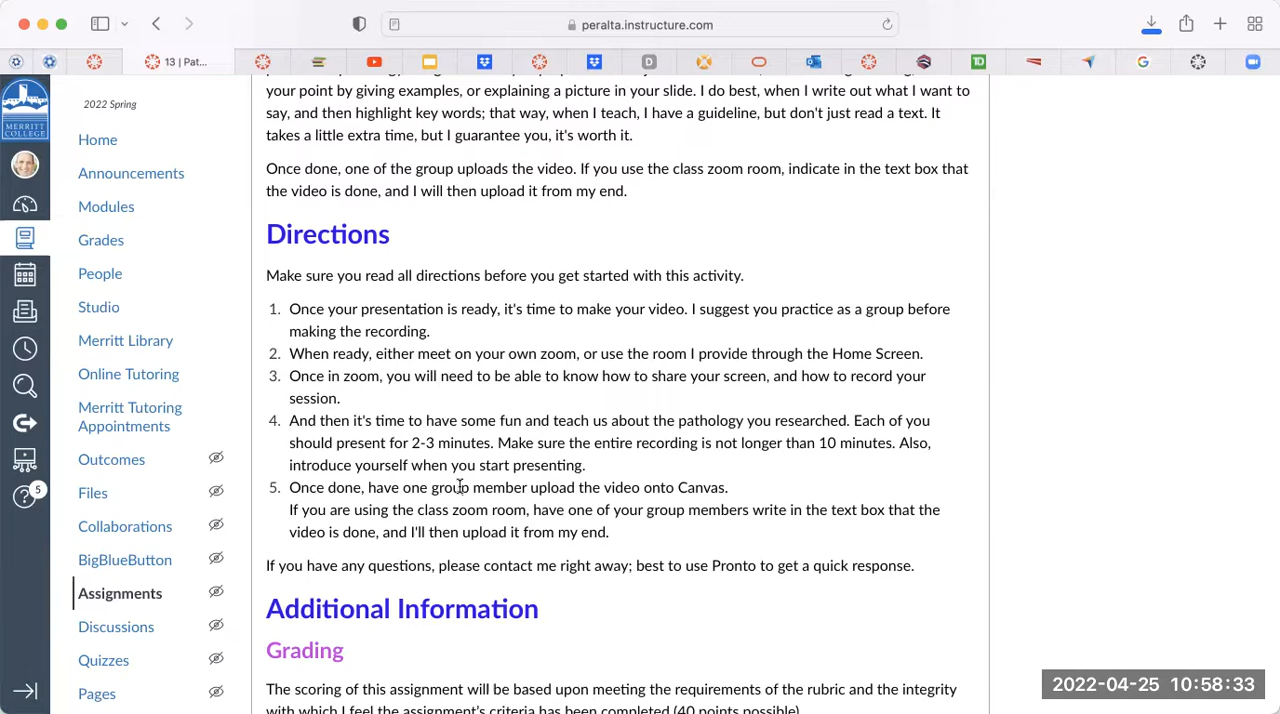 peralta.instructure.com
13 | Pat...
MERRITT
COLLEGE
5
2022 Spring
Home
Announcements
Modules
Grades
People
Studio
Merritt Library
Online Tutoring
Merritt Tutoring
Appointments
Outcomes
Files
Collaborations
BigBlueButton
Assignments
Discussions
Quizzes
Pages
your point by giving examples, or explaining a picture in your slide. I do best, when I write out what I want to
say, and then highlight key words; that way, when I teach, I have a guideline, but don't just read a text. It
takes a little extra time, but I guarantee you, it's worth it.
Once done, one of the group uploads the video. If you use the class zoom room, indicate in the text box that
the video is done, and I will then upload it from my end.
Directions
Make sure you read all directions before you get started with this activity.
1. Once your presentation is ready, it's time to make your video. I suggest you practice as a group before
making the recording.
2. When ready, either meet on your own zoom, or use the room I provide through the Home Screen.
3. Once in zoom, you will need to be able to know how to share your screen, and how to record your
session.
4. And then it's time to have some fun and teach us about the pathology you researched. Each of you
should present for 2-3 minutes. Make sure the entire recording is not longer than 10 minutes. Also,
introduce yourself when you start presenting.
5. Once done, have one group member upload the video onto Canvas.
If you are using the class zoom room, have one of your group members write in the text box that the
video is done, and I'll then upload it from my end.
If you have any questions, please contact me right away; best to use Pronto to get a quick response.
Additional Information
Grading
The scoring of this assignment will be based upon meeting the requirements of the rubric and the integrity
with which I feel the assignment's criteria has been completed (40 points possible)
2022-04-25 10:58:33